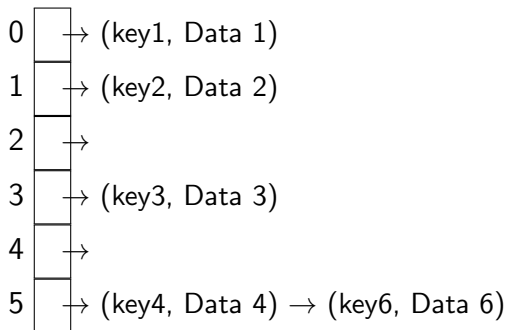 0 → (key1, Data 1)
1 → (key2, Data 2)
2 →
3 → (key3, Data 3)
4 →
5 → (key4, Data 4) → (key6, Data 6)